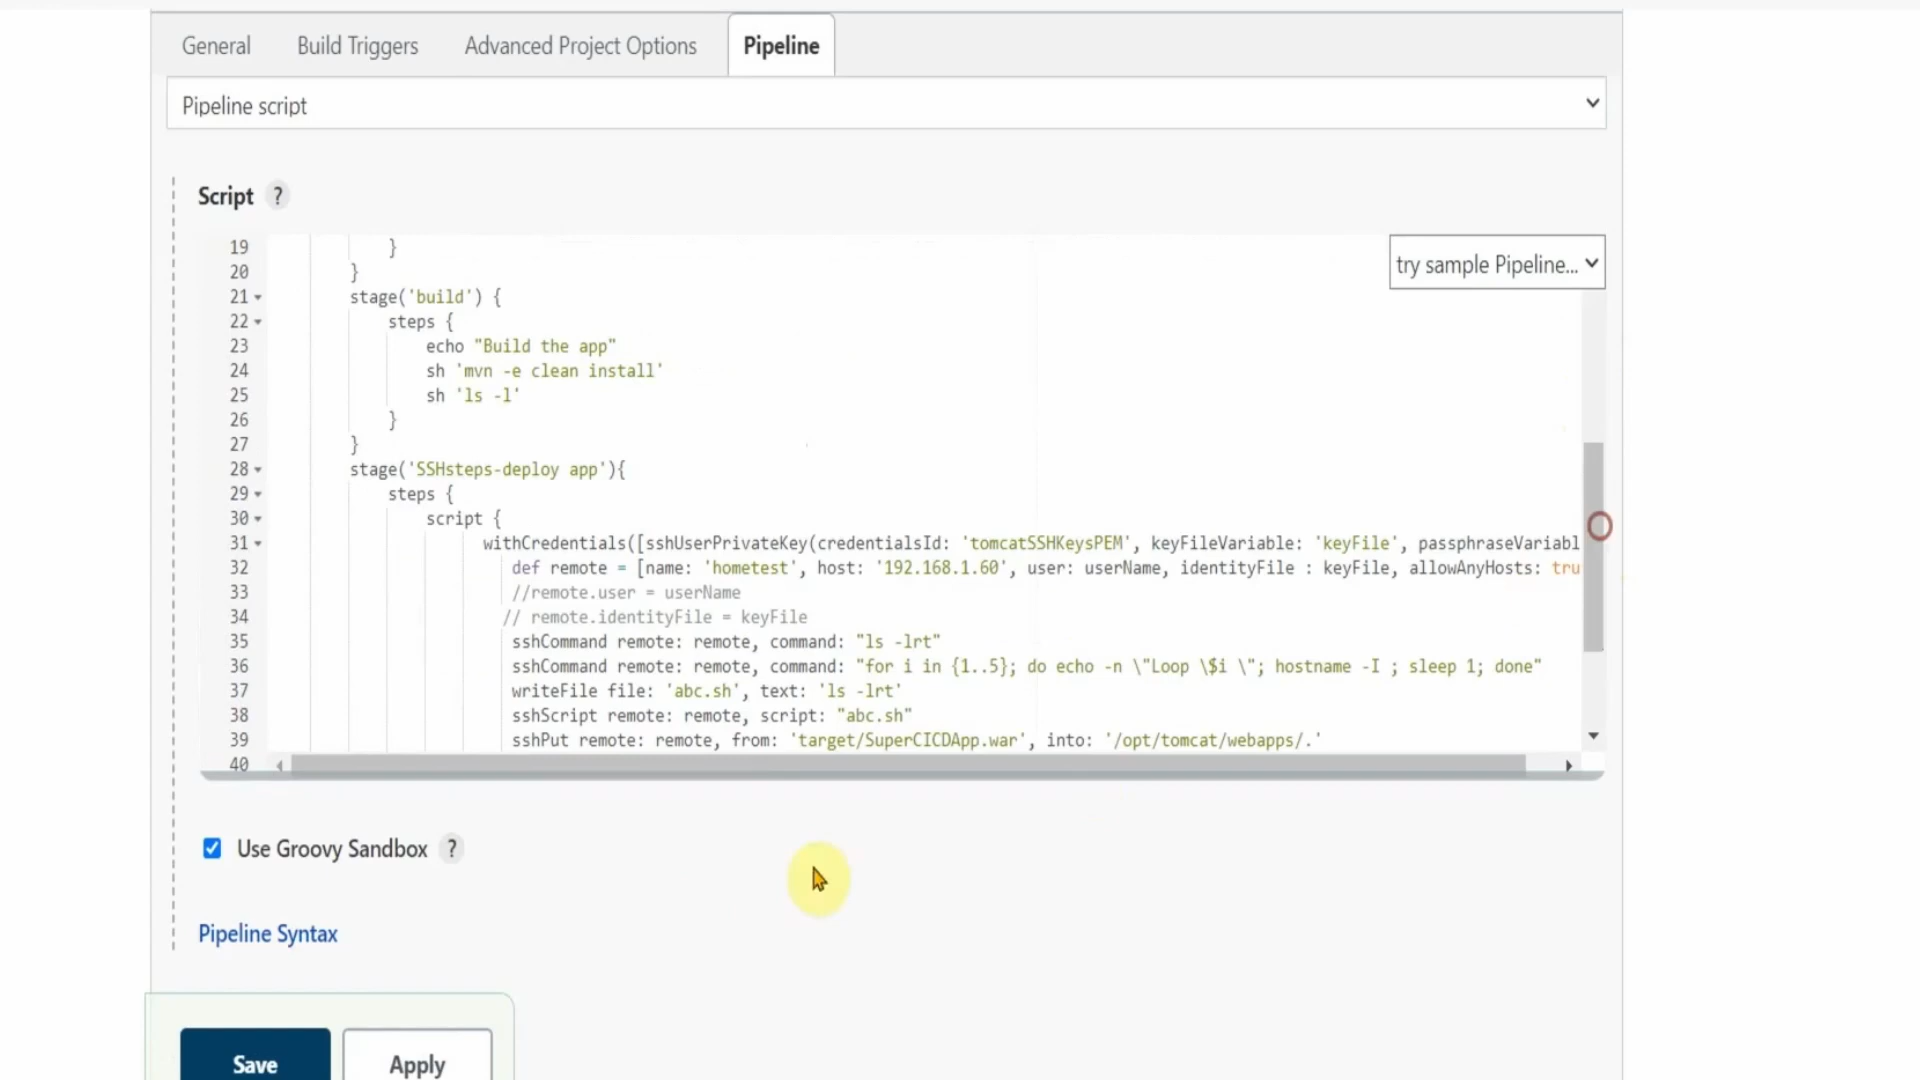 General Build Triggers Advanced Project Options Pipeline
Pipeline script
Script ?
try sample Pipeline...
19 }
20 }
21 stage('build') {
22 steps {
23 echo "Build the app"
24 sh 'mvn -e clean install'
25 sh 'ls -l'
26 }
27 }
28 stage('SSHsteps-deploy app'){
29 steps {
30 script {
31 withCredentials([sshUserPrivateKey(credentialsId: 'tomcatSSHKeysPEM', keyFileVariable: 'keyFile', passphraseVariabl
32 def remote = [name: 'hometest', host: '192.168.1.60', user: userName, identityFile : keyFile, allowAnyHosts: tru
33 //remote.user = userName
34 // remote.identityFile = keyFile
35 sshCommand remote: remote, command: "ls -lrt"
36 sshCommand remote: remote, command: "for i in {1..5}; do echo -n \"Loop \$i \"; hostname -I ; sleep 1; done"
37 writeFile file: 'abc.sh', text: 'ls -lrt'
38 sshScript remote: remote, script: "abc.sh"
39 sshPut remote: remote, from: 'target/SuperCICDApp.war', into: '/opt/tomcat/webapps/.'
40
Use Groovy Sandbox ?
Pipeline Syntax
Save Apply